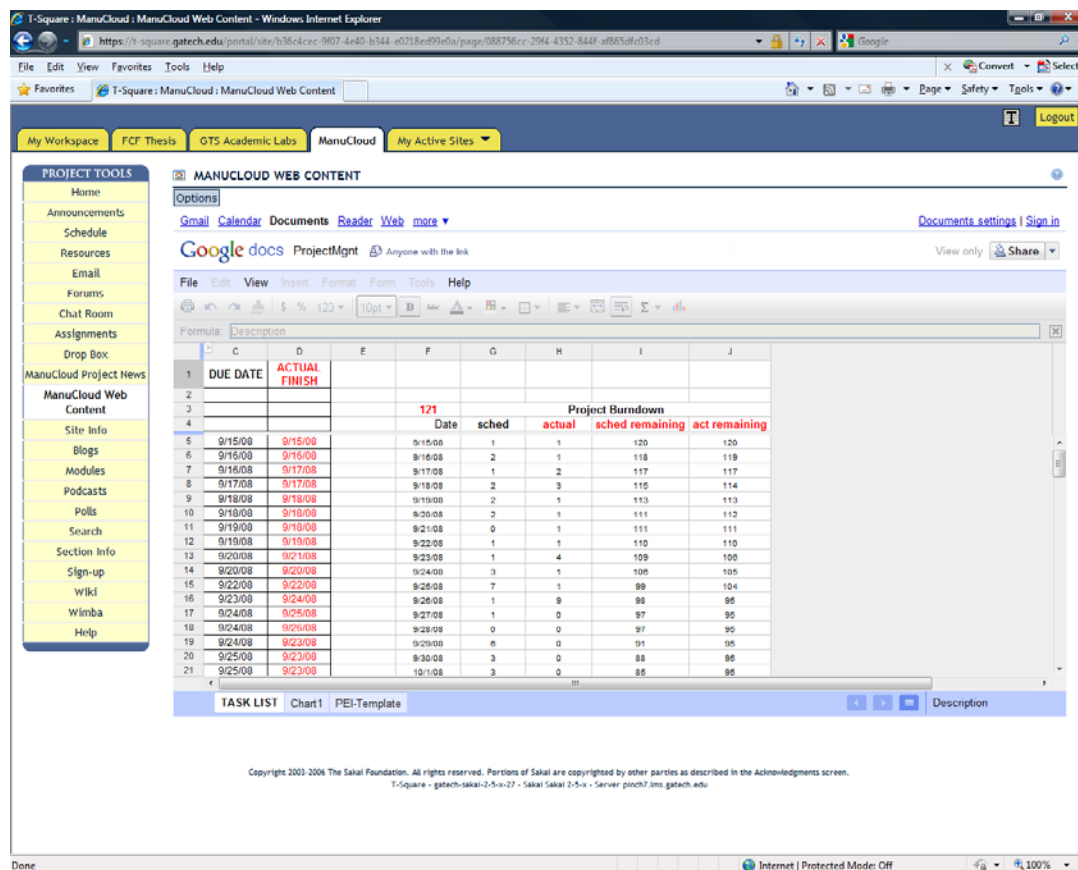 T-Square : ManuCloud : ManuCloud Web Content - Windows Internet Explorer
https://t-square.gatech.edu/portal/site/b36c4cec-9f07-4e40-b344-e0218ed99e0a/page/088756cc-29f4-4352-844f-af865dfc03cd
Google
File Edit View Favorites Tools Help
Convert Select
Favorites T-Square : ManuCloud : ManuCloud Web Content
Page Safety Tools
Logout
My Workspace FCF Thesis GTS Academic Labs ManuCloud My Active Sites
PROJECT TOOLS
Home
Announcements
Schedule
Resources
Email
Forums
Chat Room
Assignments
Drop Box
ManuCloud Project News
ManuCloud Web
Content
Site Info
Blogs
Modules
Podcasts
Polls
Search
Section Info
Sign-up
Wiki
Wimba
Help
MANUCLOUD WEB CONTENT
Options
Gmail Calendar Documents Reader Web more ▼
Documents settings | Sign in
Google docs ProjectMgnt Anyone with the link
View only Share
File Edit View Insert Format Form Tools Help
$ % 123 10pt B Abc A Σ
Formula: Description
C D E F G H I J
1 DUE DATE ACTUAL FINISH
2
3 121 Project Burndown
4 Date sched actual sched remaining act remaining
5 9/15/08 9/15/08 9/15/08 1 1 120 120
6 9/16/08 9/16/08 9/16/08 2 1 118 119
7 9/16/08 9/17/08 9/17/08 1 2 117 117
8 9/17/08 9/17/08 9/18/08 2 3 115 114
9 9/18/08 9/18/08 9/19/08 2 1 113 113
10 9/18/08 9/18/08 9/20/08 2 1 111 112
11 9/19/08 9/18/08 9/21/08 0 1 111 111
12 9/19/08 9/19/08 9/22/08 1 1 110 110
13 9/20/08 9/21/08 9/23/08 1 4 109 106
14 9/20/08 9/20/08 9/24/08 3 1 106 105
15 9/22/08 9/22/08 9/25/08 7 1 99 104
16 9/23/08 9/24/08 9/26/08 1 9 98 95
17 9/24/08 9/25/08 9/27/08 1 0 97 95
18 9/24/08 9/26/08 9/28/08 0 0 97 95
19 9/24/08 9/23/08 9/29/08 6 0 91 95
20 9/25/08 9/23/08 9/30/08 3 0 88 95
21 9/25/08 9/23/08 10/1/08 3 0 85 95
TASK LIST Chart1 PEI-Template
Description
Copyright 2003-2006 The Sakai Foundation. All rights reserved. Portions of Sakai are copyrighted by other parties as described in the Acknowledgments screen.
T-Square - gatech-sakai-2-5-x-27 - Sakai Sakai 2-5-x - Server pinch7.lms.gatech.edu
Done
Internet | Protected Mode: Off
100%